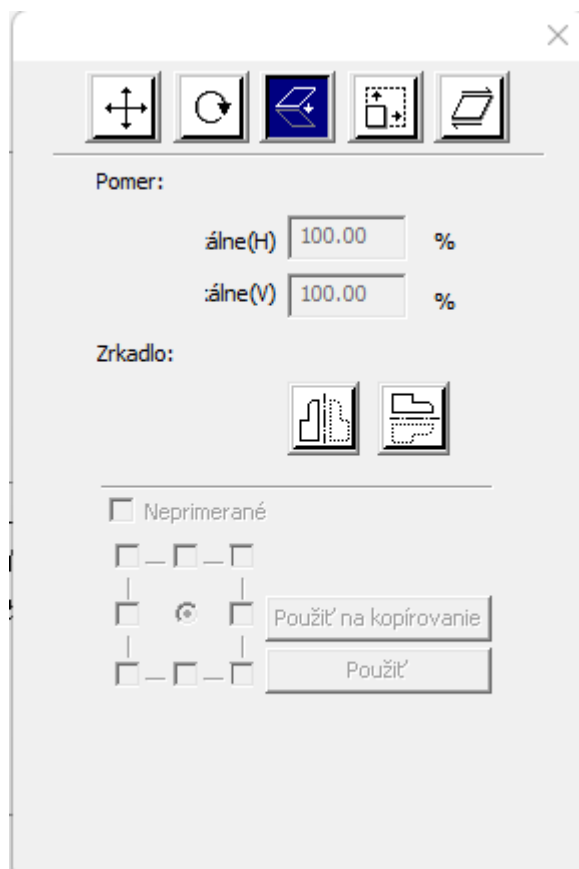 Pomer:
álne(H) 100.00 %
álne(V) 100.00 %
Zrkadlo:
Neprimerané
Použiť na kopírovanie
Použiť